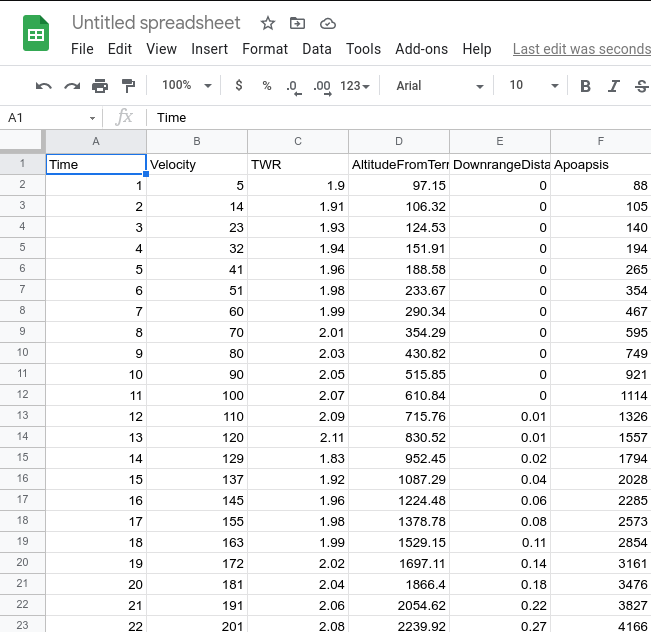 Untitled spreadsheet
File Edit View Insert Format Data Tools Add-ons Help Last edit was seconds
100% $ % .0 .00 123 Arial 10 B I S
A1 fx Time
A B C D E F
1 Time Velocity TWR AltitudeFromTerr DownrangeDista Apoapsis
2 1 5 1.9 97.15 0 88
3 2 14 1.91 106.32 0 105
4 3 23 1.93 124.53 0 140
5 4 32 1.94 151.91 0 194
6 5 41 1.96 188.58 0 265
7 6 51 1.98 233.67 0 354
8 7 60 1.99 290.34 0 467
9 8 70 2.01 354.29 0 595
10 9 80 2.03 430.82 0 749
11 10 90 2.05 515.85 0 921
12 11 100 2.07 610.84 0 1114
13 12 110 2.09 715.76 0.01 1326
14 13 120 2.11 830.52 0.01 1557
15 14 129 1.83 952.45 0.02 1794
16 15 137 1.92 1087.29 0.04 2028
17 16 145 1.96 1224.48 0.06 2285
18 17 155 1.98 1378.78 0.08 2573
19 18 163 1.99 1529.15 0.11 2854
20 19 172 2.02 1697.11 0.14 3161
21 20 181 2.04 1866.4 0.18 3476
22 21 191 2.06 2054.62 0.22 3827
23 22 201 2.08 2239.92 0.27 4166